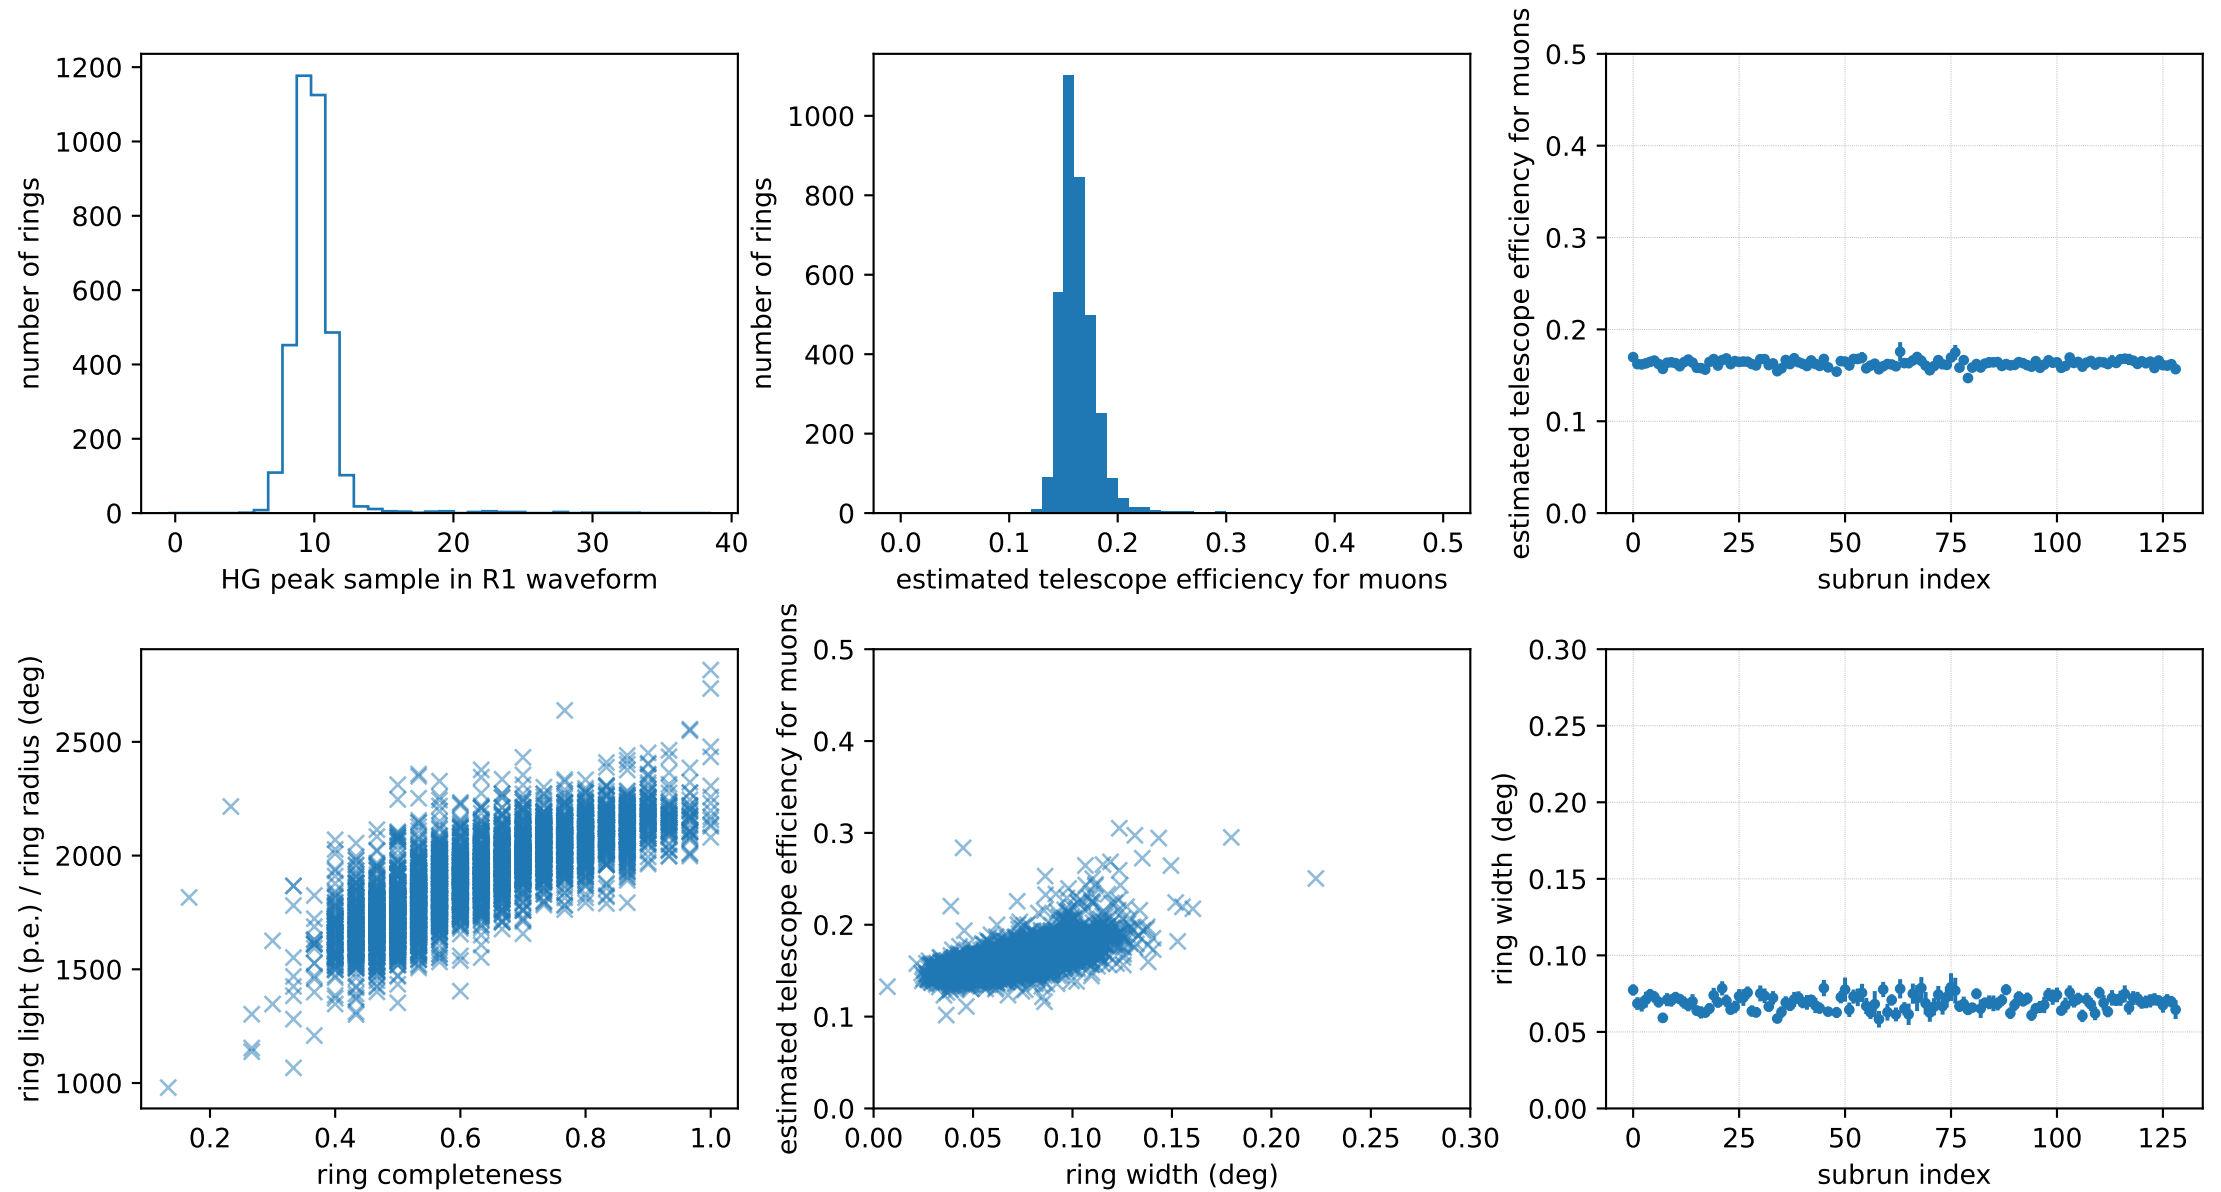 number of rings
1200
1000
800
600
400
200
0
0 10 20 30 40
HG peak sample in R1 waveform
number of rings
1000
800
600
400
200
0
0.0 0.1 0.2 0.3 0.4 0.5
estimated telescope efficiency for muons
estimated telescope efficiency for muons
0.5
0.4
0.3
0.2
0.1
0.0
0 25 50 75 100 125
subrun index
ring light (p.e.) / ring radius (deg)
2500
2000
1500
1000
0.2 0.4 0.6 0.8 1.0
ring completeness
estimated telescope efficiency for muons
0.5
0.4
0.3
0.2
0.1
0.0
0.00 0.05 0.10 0.15 0.20 0.25 0.30
ring width (deg)
ring width (deg)
0.30
0.25
0.20
0.15
0.10
0.05
0.00
0 25 50 75 100 125
subrun index